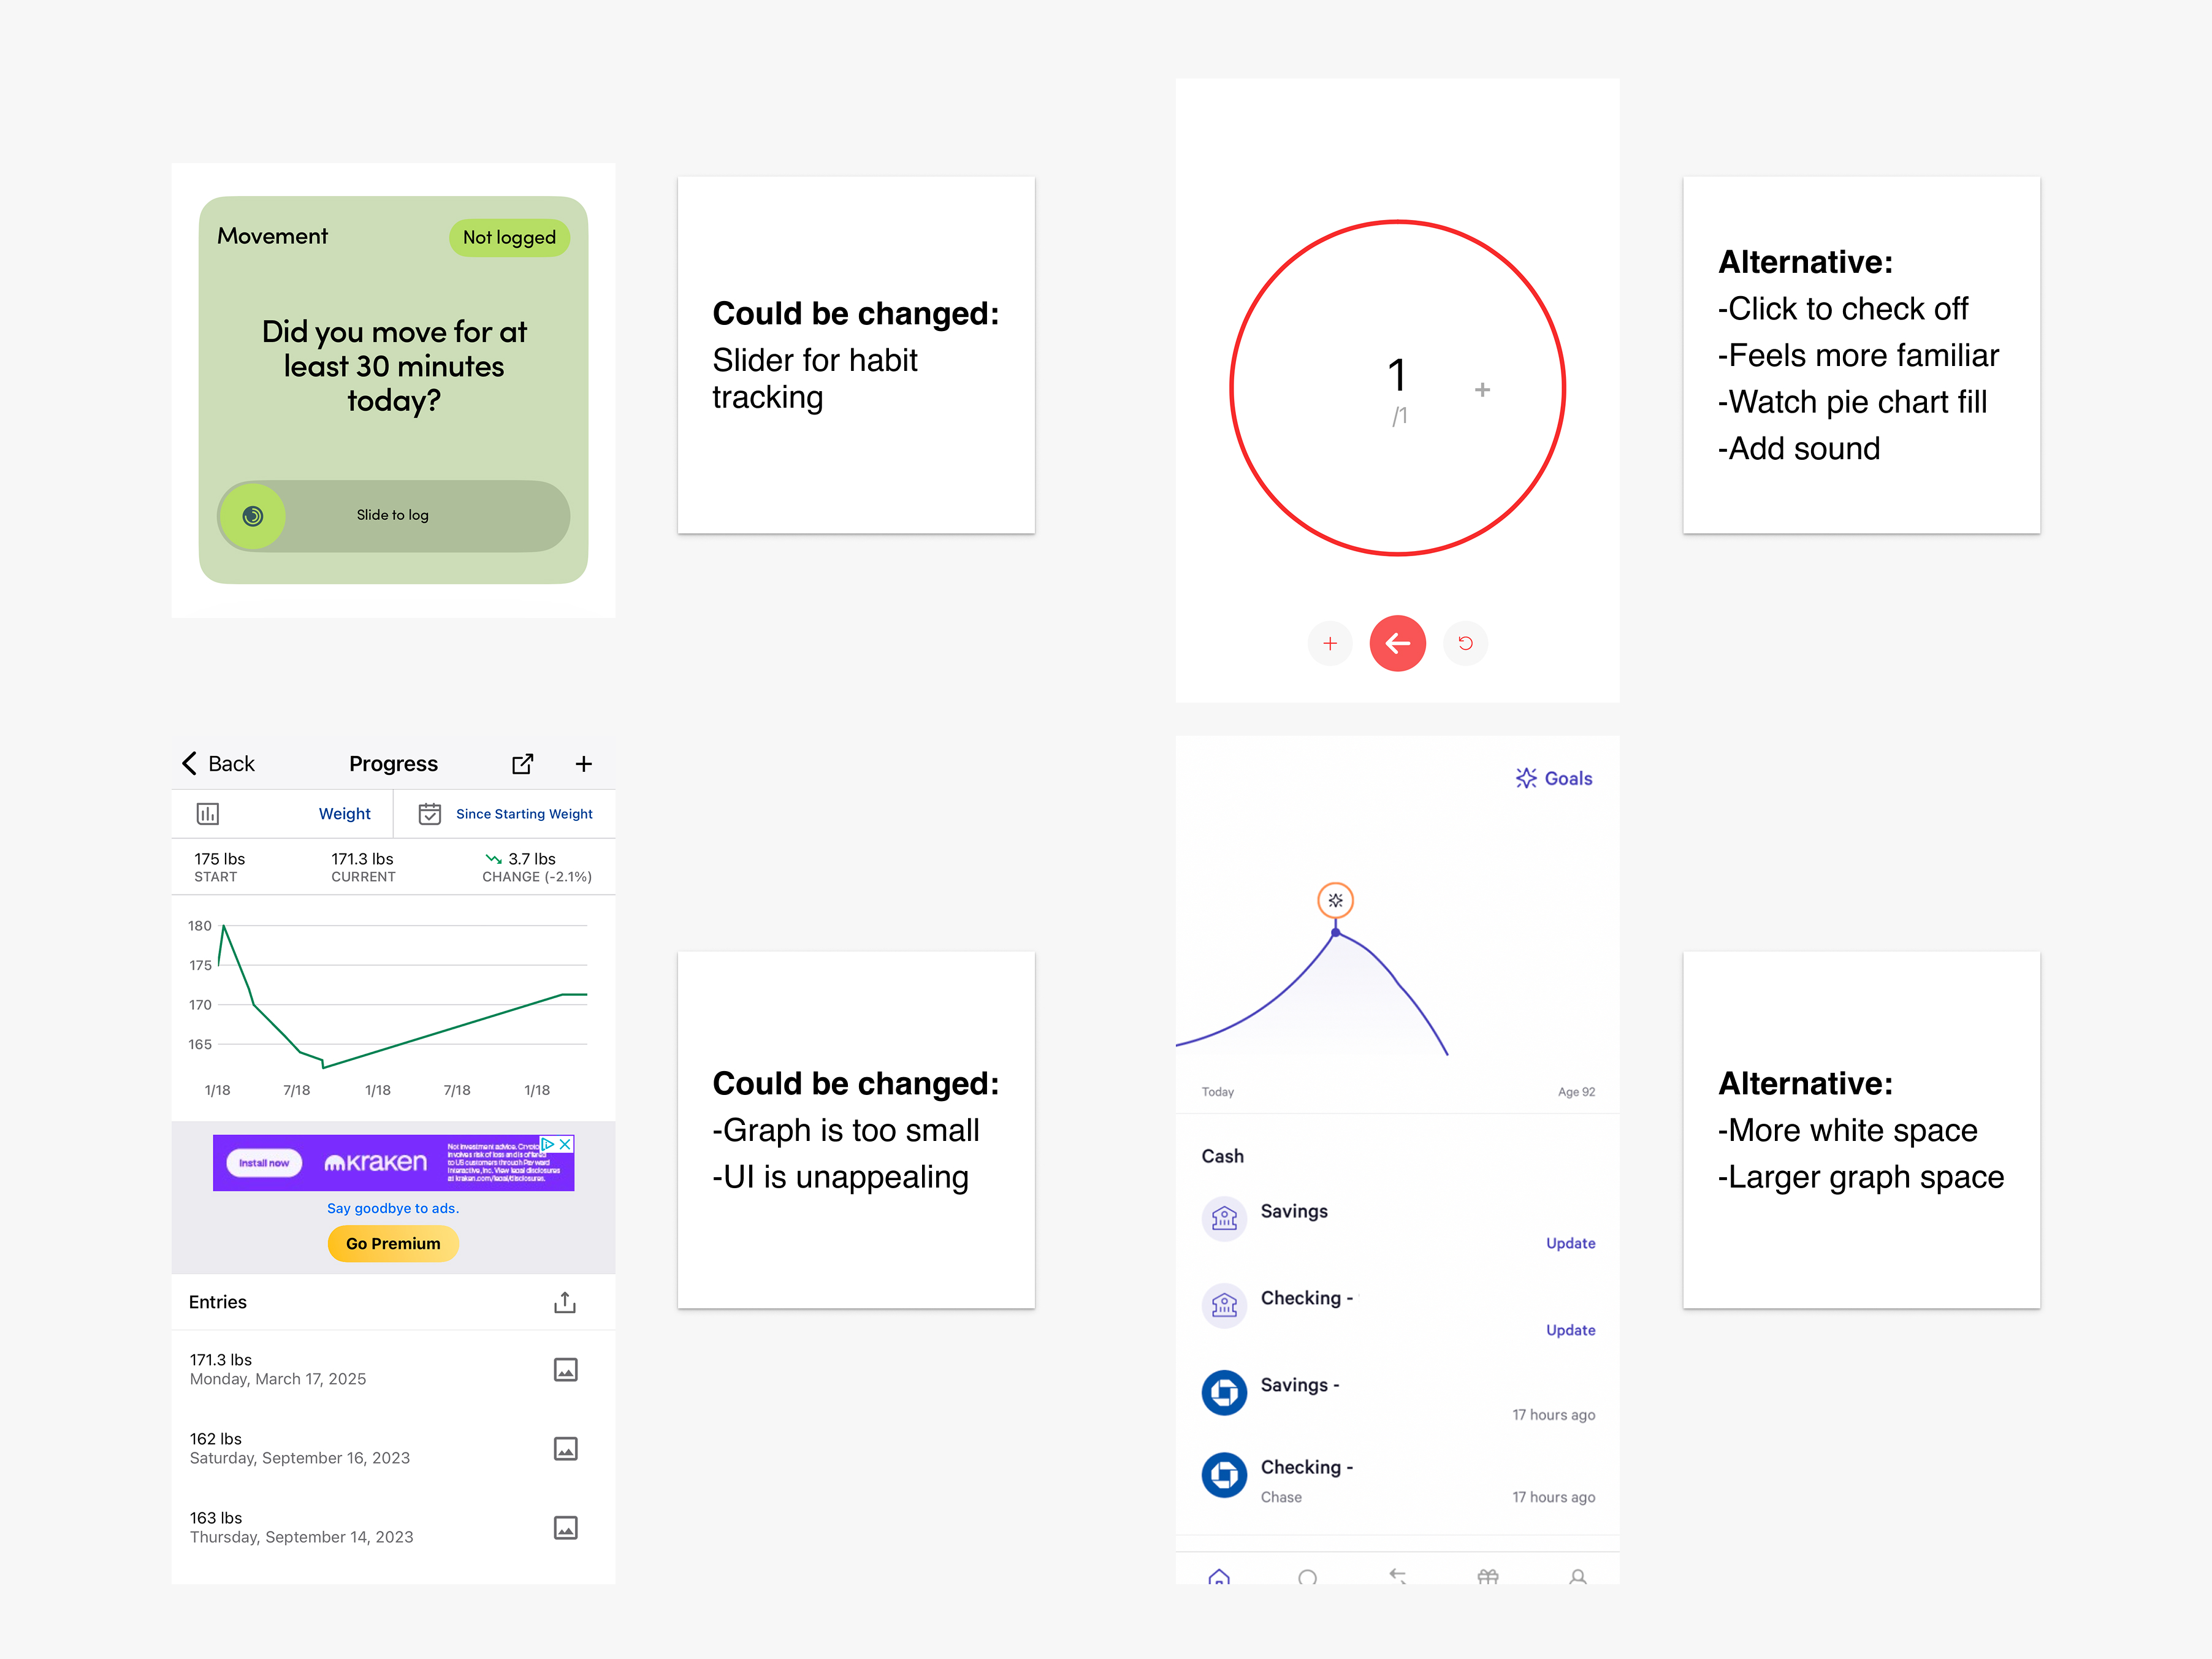 Movement
Not logged
Did you move for at
least 30 minutes
today?
Slide to log
Could be changed:
Slider for habit
tracking
1
/1
Alternative:
-Click to check off
-Feels more familiar
-Watch pie chart fill
-Add sound
Back
Progress
Weight
Since Starting Weight
175 lbs
START
171.3 lbs
CURRENT
3.7 lbs
CHANGE (-2.1%)
180
175
170
165
1/18
7/18
1/18
7/18
1/18
Install now
kraken
Not investment advice. Crypto
involves risk of loss and is offered
to US customers through Payward
Interactive, Inc. View legal disclosures
at kraken.com/legal/disclosures.
Say goodbye to ads.
Go Premium
Entries
171.3 lbs
Monday, March 17, 2025
162 lbs
Saturday, September 16, 2023
163 lbs
Thursday, September 14, 2023
Could be changed:
-Graph is too small
-UI is unappealing
Goals
Today
Age 92
Cash
Savings
Update
Checking -
Update
Savings -
17 hours ago
Checking -
Chase
17 hours ago
Alternative:
-More white space
-Larger graph space